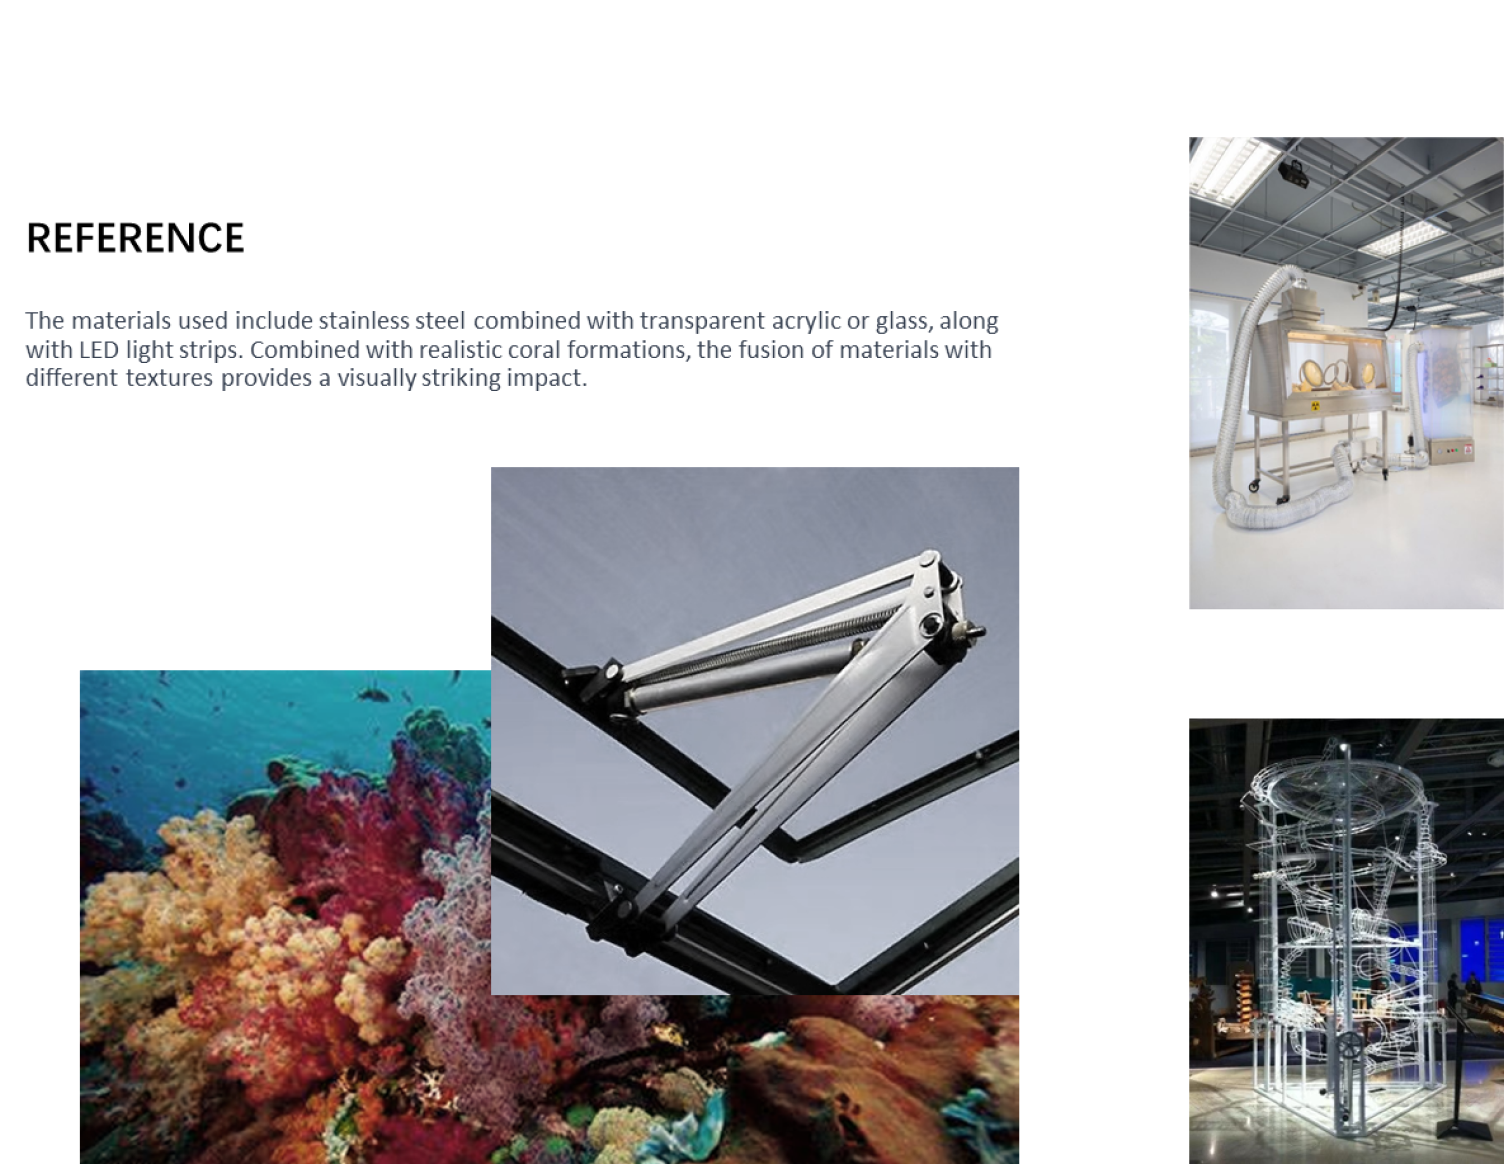 REFERENCE
The materials used include stainless steel combined with transparent acrylic or glass, along
with LED light strips. Combined with realistic coral formations, the fusion of materials with
different textures provides a visually striking impact.